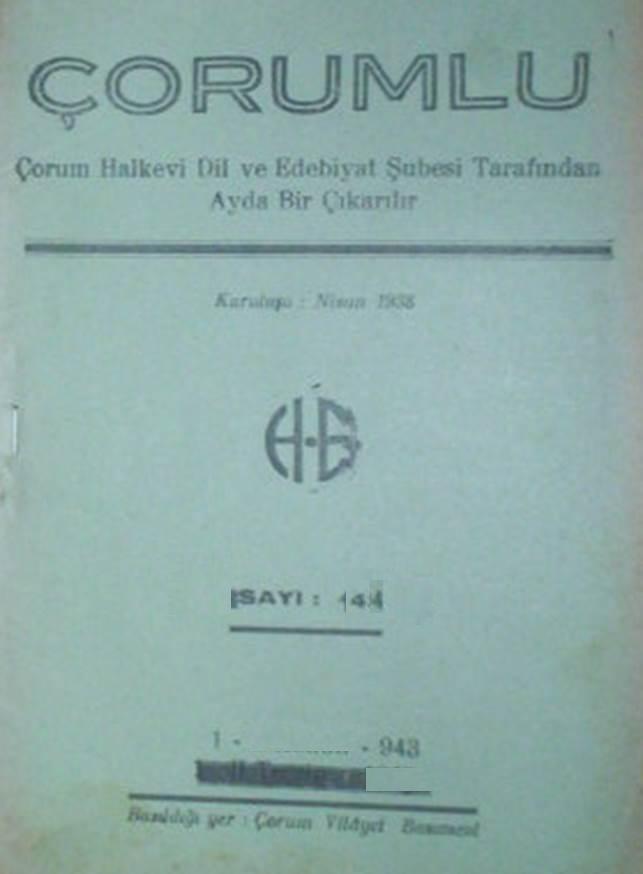 ÇORUMLU
Çorum Halkevi Dil ve Edebiyat Şubesi Tarafından
Ayda Bir Çıkarılır
Kuruluşu : Nisan 1938
SAYI :
1 - - 943
Basıldığı yer : Çorum Vilâyet Basımevi